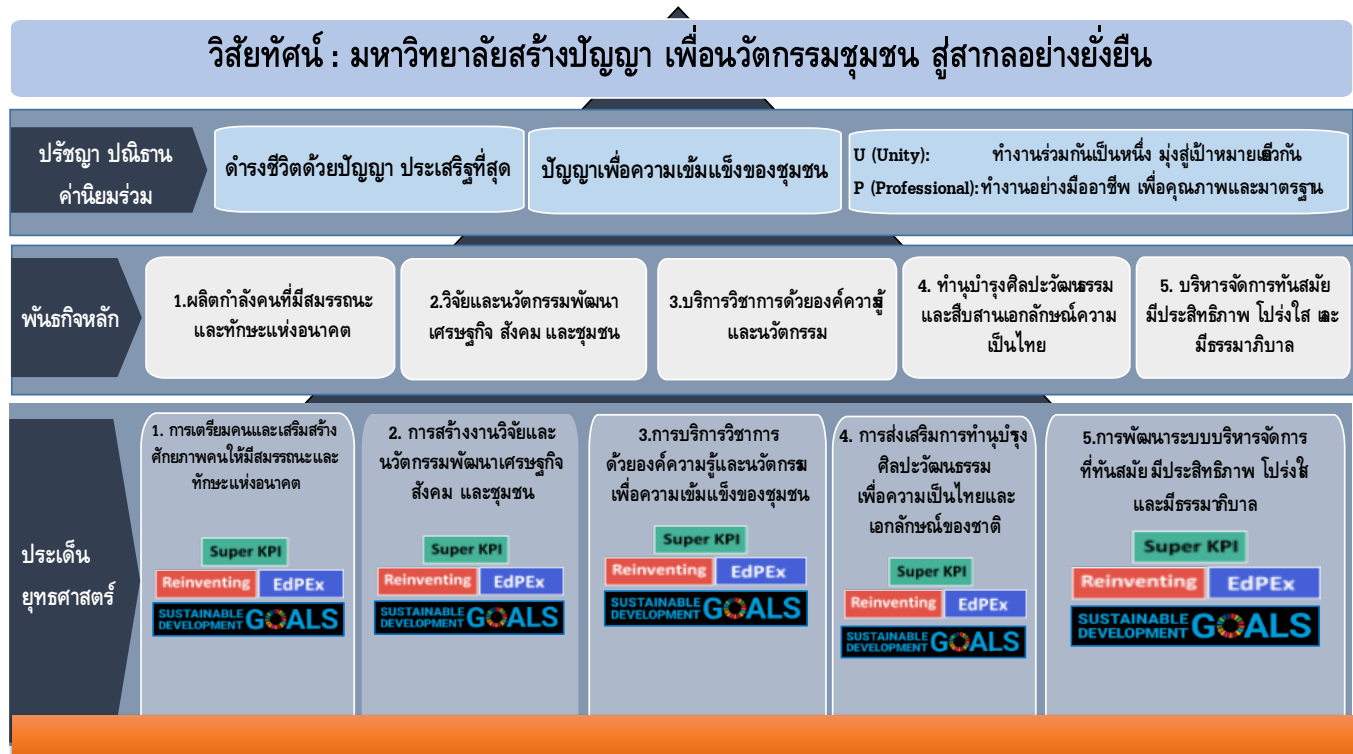 วิสัยทัศน์ : มหาวิทยาลัยสร้างปัญญา เพื่อนวัตกรรมชุมชน สู่สากลอย่างยั่งยืน
ปรัชญา ปณิธาน
ค่านิยมร่วม
ดำรงชีวิตด้วยปัญญา ประเสริฐที่สุด
ปัญญาเพื่อความเข้มแข็งของชุมชน
U (Unity): ทำงานร่วมกันเป็นหนึ่ง มุ่งสู่เป้าหมายเดียวกัน
P (Professional): ทำงานอย่างมืออาชีพ เพื่อคุณภาพและมาตรฐาน
พันธกิจหลัก
1.ผลิตกำลังคนที่มีสมรรถนะ
และทักษะแห่งอนาคต
2.วิจัยและนวัตกรรมพัฒนา
เศรษฐกิจ สังคม และชุมชน
3.บริการวิชาการด้วยองค์ความรู้
และนวัตกรรม
4. ทำนุบำรุงศิลปะวัฒนธรรม
และสืบสานเอกลักษณ์ความ
เป็นไทย
5. บริหารจัดการทันสมัย
มีประสิทธิภาพ โปร่งใส และ
มีธรรมาภิบาล
ประเด็น
ยุทธศาสตร์
1. การเตรียมคนและเสริมสร้าง
ศักยภาพคนให้มีสมรรถนะและ
ทักษะแห่งอนาคต
Super KPI
Reinventing EdPEx
SUSTAINABLE DEVELOPMENT GOALS
2. การสร้างงานวิจัยและ
นวัตกรรมพัฒนาเศรษฐกิจ
สังคม และชุมชน
Super KPI
Reinventing EdPEx
SUSTAINABLE DEVELOPMENT GOALS
3.การบริการวิชาการ
ด้วยองค์ความรู้และนวัตกรรม
เพื่อความเข้มแข็งของชุมชน
Super KPI
Reinventing EdPEx
SUSTAINABLE DEVELOPMENT GOALS
4. การส่งเสริมการทำนุบำรุง
ศิลปะวัฒนธรรม
เพื่อความเป็นไทยและ
เอกลักษณ์ของชาติ
Super KPI
Reinventing EdPEx
SUSTAINABLE DEVELOPMENT GOALS
5.การพัฒนาระบบบริหารจัดการ
ที่ทันสมัย มีประสิทธิภาพ โปร่งใส
และมีธรรมาภิบาล
Super KPI
Reinventing EdPEx
SUSTAINABLE DEVELOPMENT GOALS